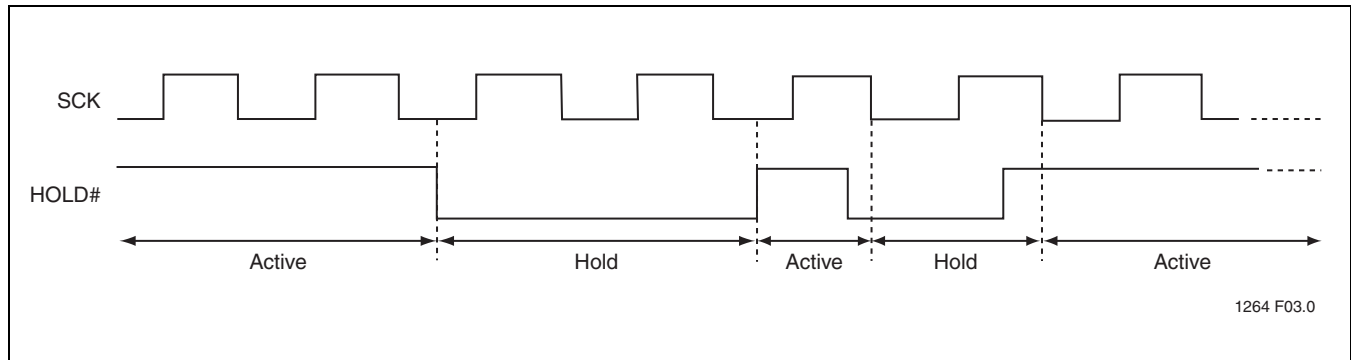 SCK
HOLD#
Active Hold Active Hold Active
1264 F03.0